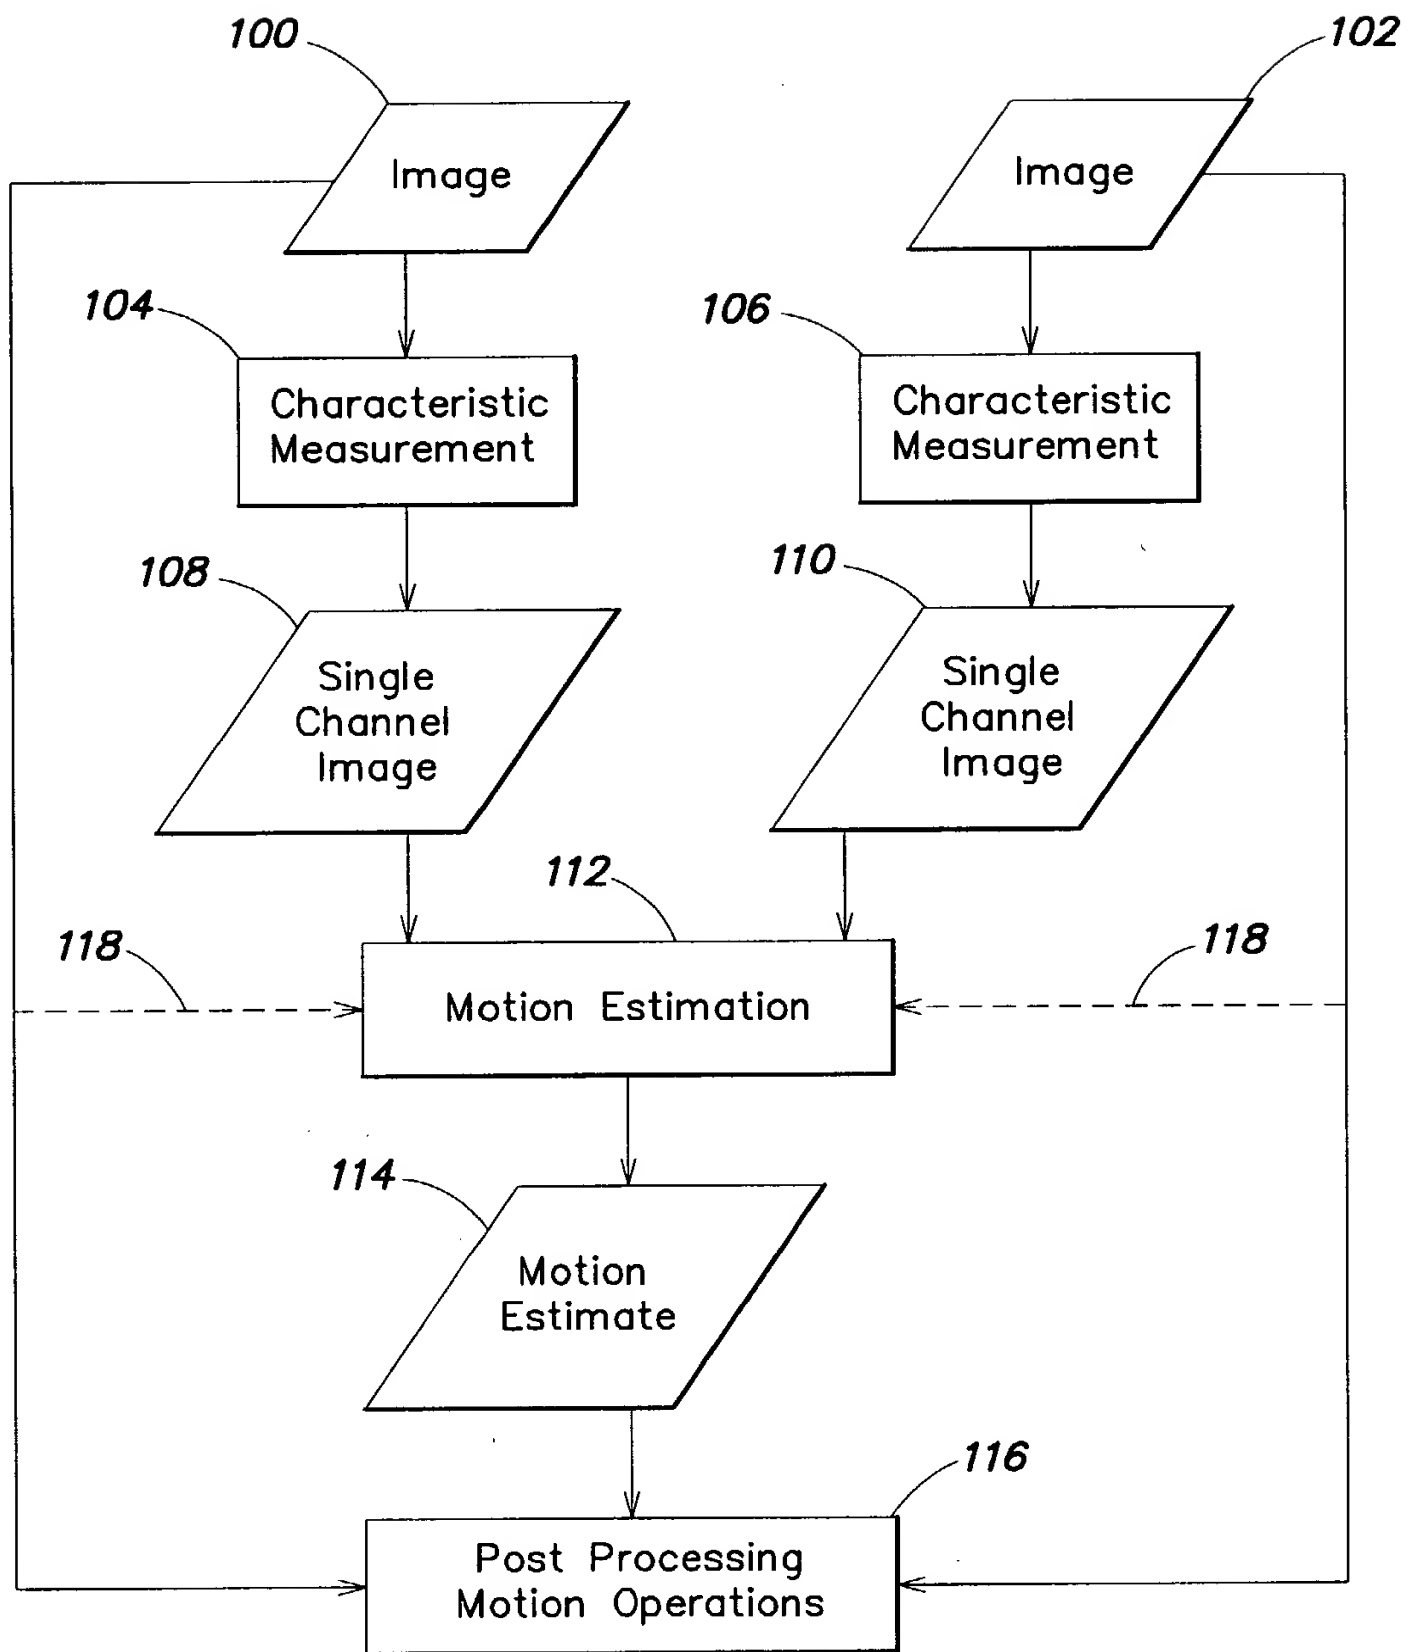 100
102
Image
Image
104
106
Characteristic
Measurement
Characteristic
Measurement
108
110
Single
Channel
Image
Single
Channel
Image
112
118
118
Motion Estimation
114
Motion
Estimate
116
Post Processing
Motion Operations